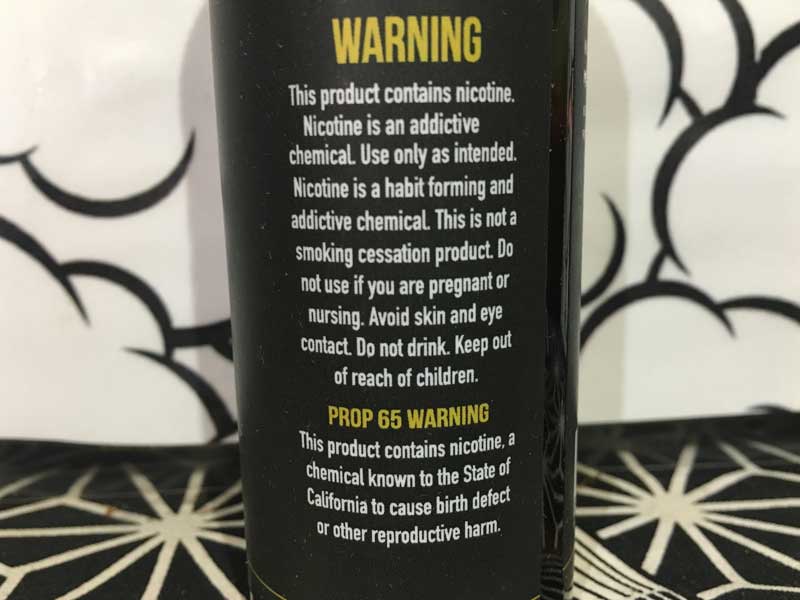 WARNING
This product contains nicotine.
Nicotine is an addictive
chemical. Use only as intended.
Nicotine is a habit forming and
addictive chemical. This is not a
smoking cessation product. Do
not use if you are pregnant or
nursing. Avoid skin and eye
contact. Do not drink. Keep out
of reach of children.
PROP 65 WARNING
This product contains nicotine, a
chemical known to the State of
California to cause birth defect
or other reproductive harm.